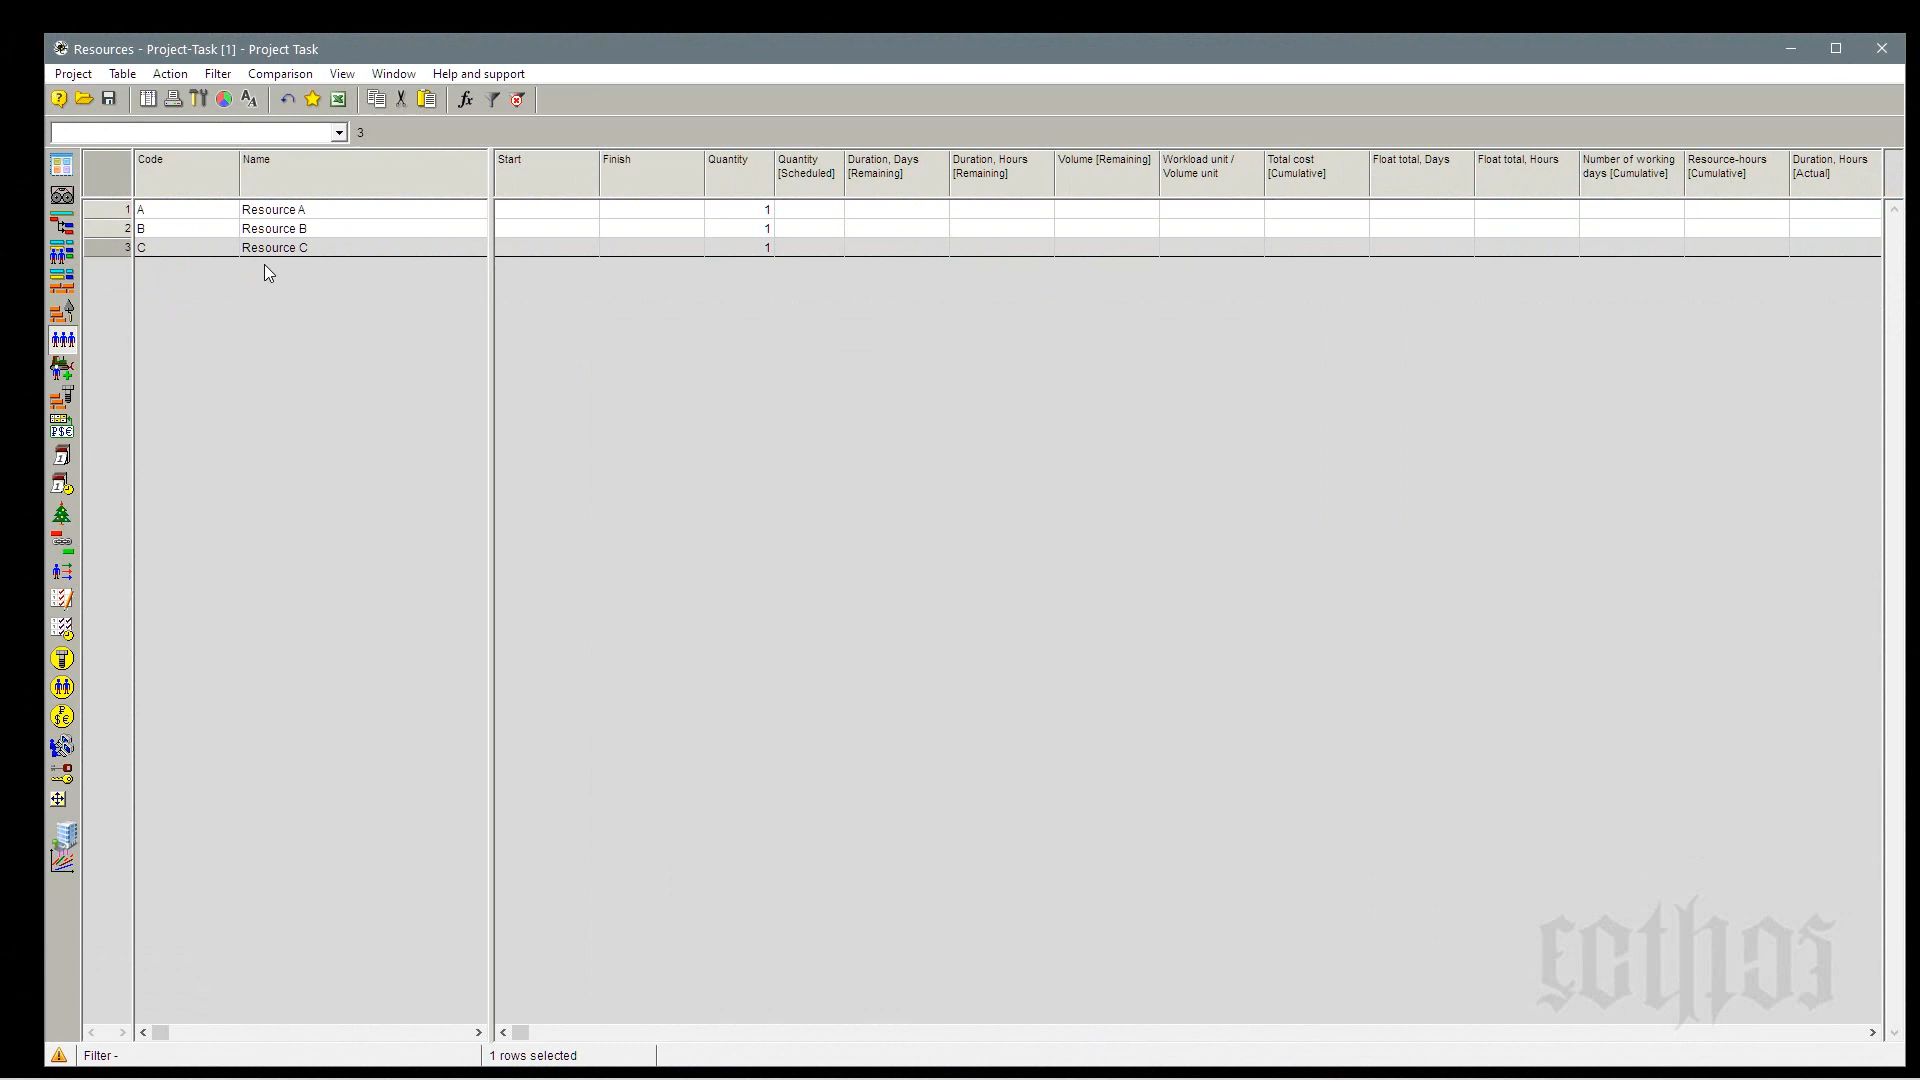 Resources - Project-Task [1] - Project Task
Project Table Action Filter Comparison View Window Help and support
3
Code Name Start Finish Quantity Quantity [Scheduled] Duration, Days [Remaining] Duration, Hours [Remaining] Volume [Remaining] Workload unit / Volume unit Total cost [Cumulative] Float total, Days Float total, Hours Number of working days [Cumulative] Resource-hours [Cumulative] Duration, Hours [Actual]
1 A Resource A 1
2 B Resource B 1
3 C Resource C 1
Filter - 1 rows selected